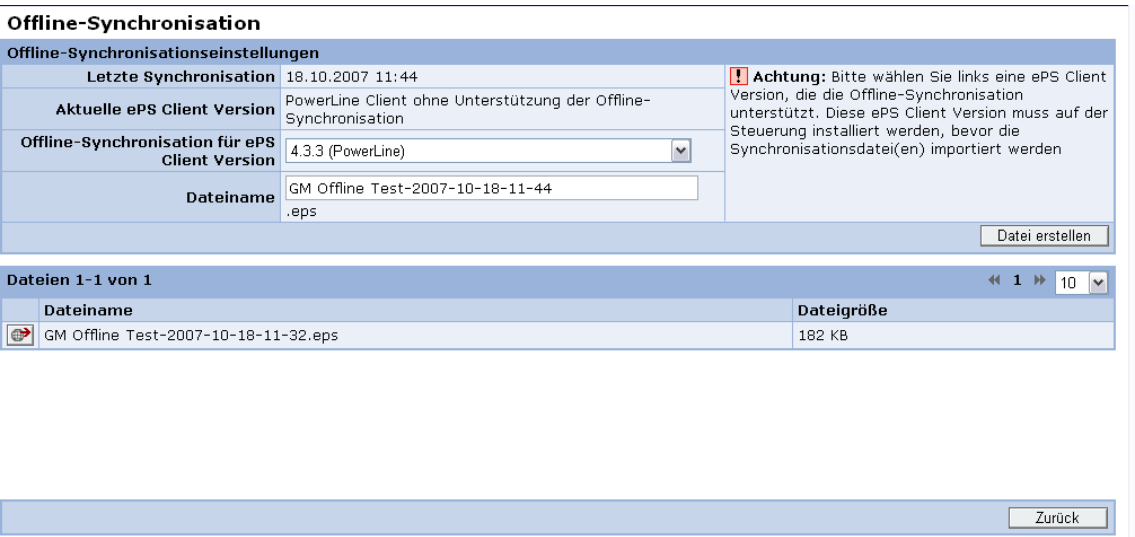 Offline-Synchronisation
Offline-Synchronisationseinstellungen
Letzte Synchronisation 18.10.2007 11:44
Aktuelle ePS Client Version PowerLine Client ohne Unterstützung der Offline-
Synchronisation
Offline-Synchronisation für ePS
Client Version 4.3.3 (PowerLine)
Dateiname GM Offline Test-2007-10-18-11-44
.eps
! Achtung: Bitte wählen Sie links eine ePS Client
Version, die die Offline-Synchronisation
unterstützt. Diese ePS Client Version muss auf der
Steuerung installiert werden, bevor die
Synchronisationsdatei(en) importiert werden
Datei erstellen
Dateien 1-1 von 1 1 10
Dateiname Dateigröße
GM Offline Test-2007-10-18-11-32.eps 182 KB
Zurück